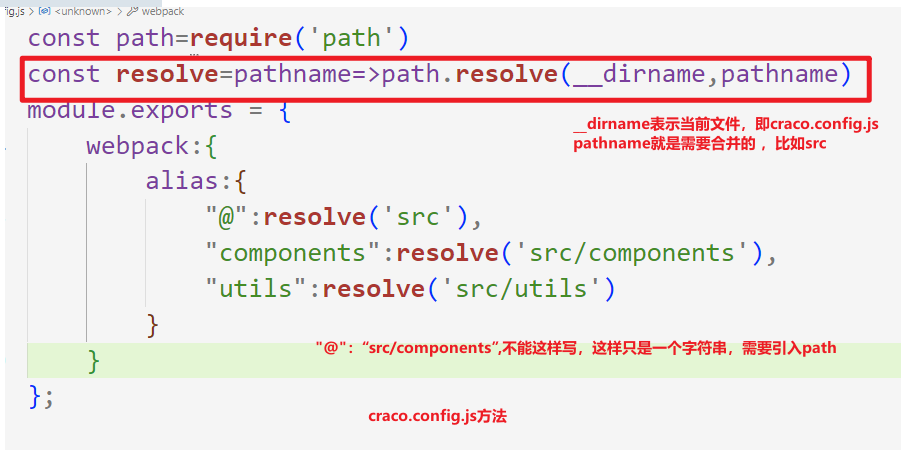 fig.js > <unknown> > webpack
const path=require('path')
const resolve=pathname=>path.resolve(__dirname,pathname)
module.exports = {
__dirname表示当前文件，即craco.config.js
pathname就是需要合并的 ，比如src
webpack:{
alias:{
"@":resolve('src'),
"components":resolve('src/components'),
"utils":resolve('src/utils')
}
"@"：“src/components”,不能这样写，这样只是一个字符串，需要引入path
}
};
craco.config.js方法